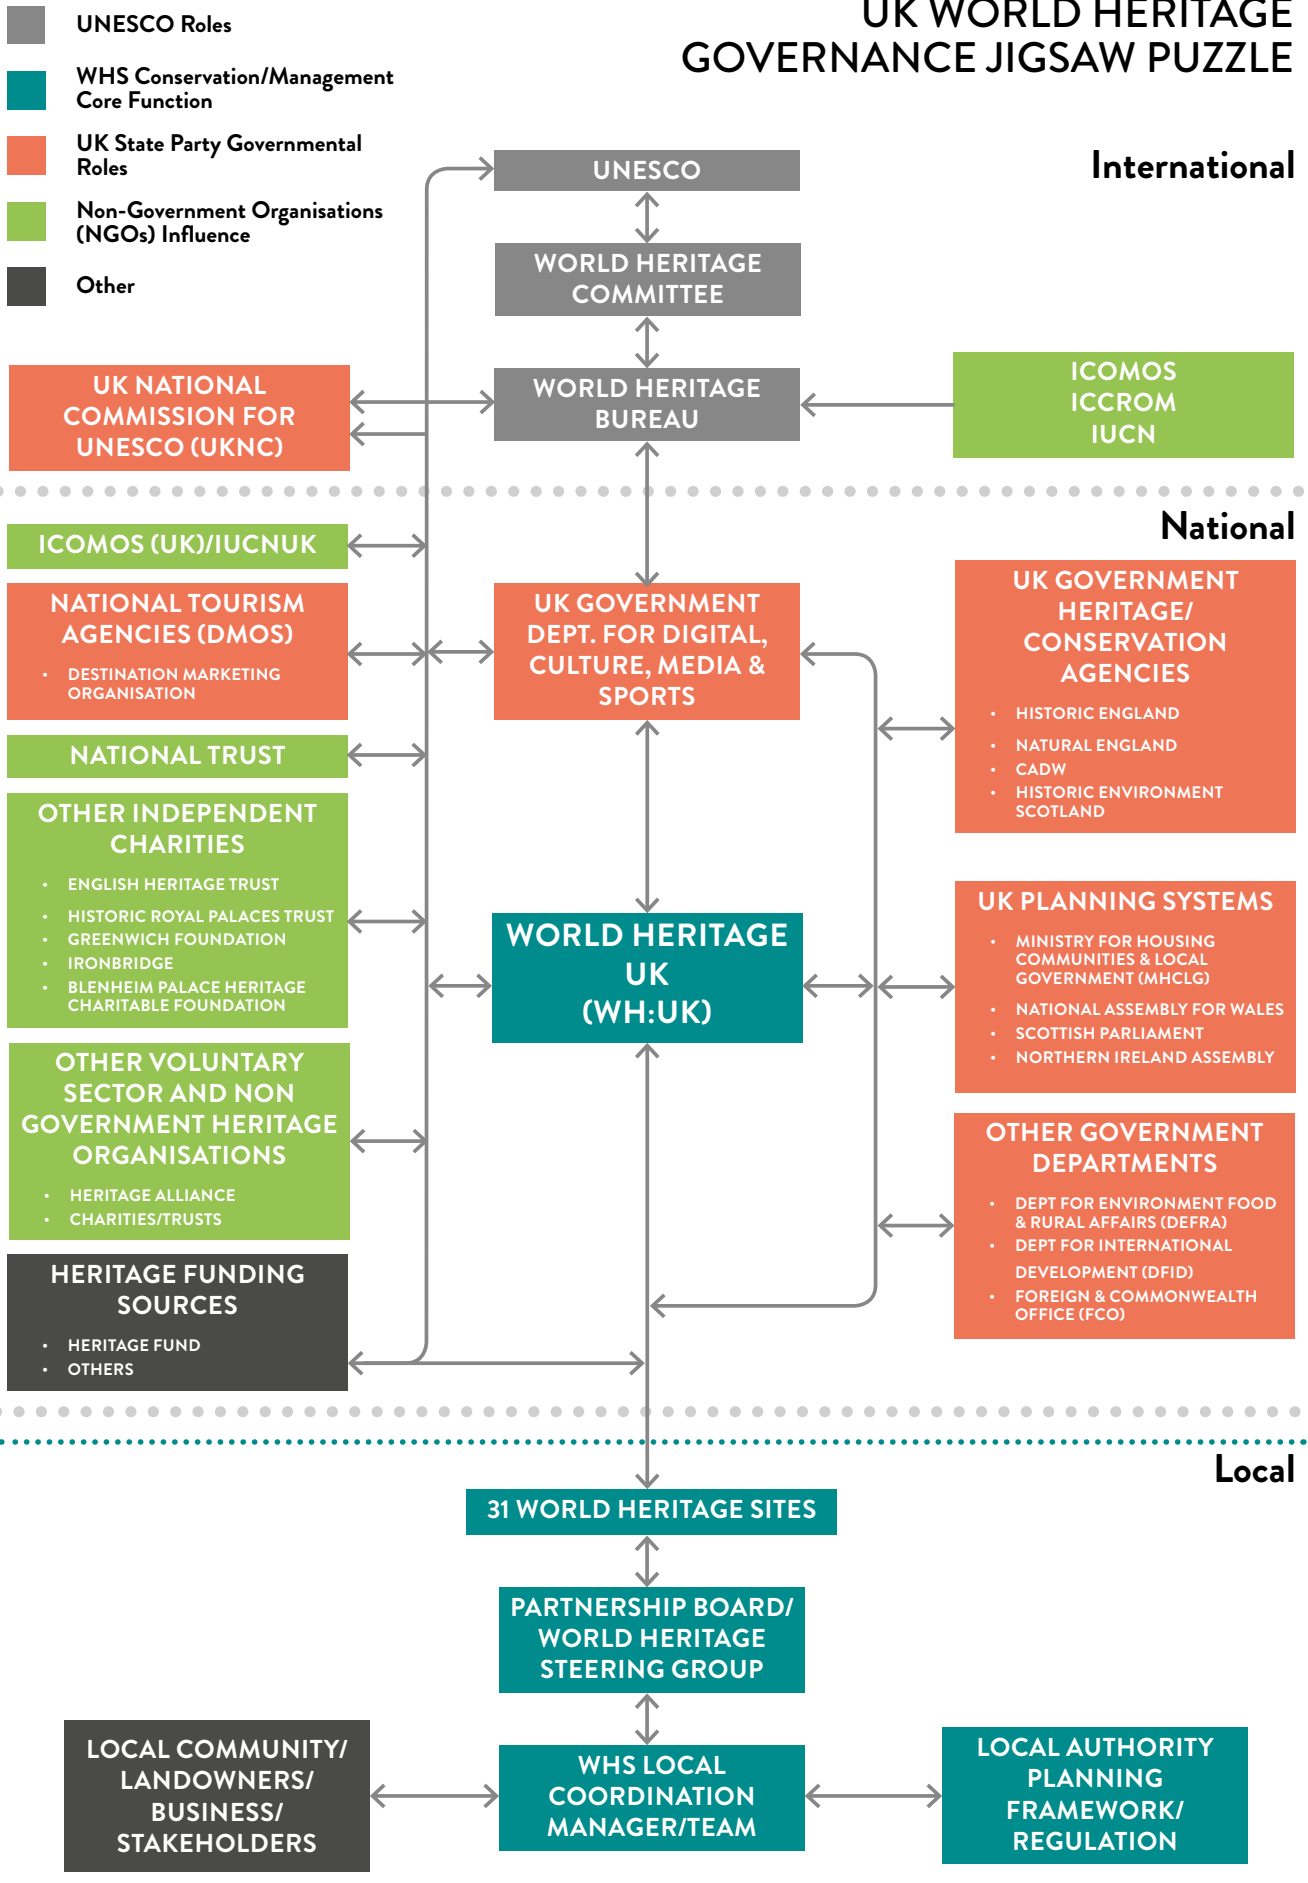 UNESCO Roles
WHS Conservation/Management
Core Function
UK State Party Governmental
Roles
Non-Government Organisations
(NGOs) Influence
Other
UK WORLD HERITAGE
GOVERNANCE JIGSAW PUZZLE
International
UNESCO
WORLD HERITAGE
COMMITTEE
UK NATIONAL
COMMISSION FOR
UNESCO (UKNC)
WORLD HERITAGE
BUREAU
ICOMOS
ICCROM
IUCN
National
ICOMOS (UK)/IUCNUK
NATIONAL TOURISM
AGENCIES (DMOS)
• DESTINATION MARKETING
ORGANISATION
NATIONAL TRUST
OTHER INDEPENDENT
CHARITIES
• ENGLISH HERITAGE TRUST
• HISTORIC ROYAL PALACES TRUST
• GREENWICH FOUNDATION
• IRONBRIDGE
• BLENHEIM PALACE HERITAGE
CHARITABLE FOUNDATION
OTHER VOLUNTARY
SECTOR AND NON
GOVERNMENT HERITAGE
ORGANISATIONS
• HERITAGE ALLIANCE
• CHARITIES/TRUSTS
HERITAGE FUNDING
SOURCES
• HERITAGE FUND
• OTHERS
UK GOVERNMENT
DEPT. FOR DIGITAL,
CULTURE, MEDIA &
SPORTS
WORLD HERITAGE
UK
(WH:UK)
UK GOVERNMENT
HERITAGE/
CONSERVATION
AGENCIES
• HISTORIC ENGLAND
• NATURAL ENGLAND
• CADW
• HISTORIC ENVIRONMENT
SCOTLAND
UK PLANNING SYSTEMS
• MINISTRY FOR HOUSING
COMMUNITIES & LOCAL
GOVERNMENT (MHCLG)
• NATIONAL ASSEMBLY FOR WALES
• SCOTTISH PARLIAMENT
• NORTHERN IRELAND ASSEMBLY
OTHER GOVERNMENT
DEPARTMENTS
• DEPT FOR ENVIRONMENT FOOD
& RURAL AFFAIRS (DEFRA)
• DEPT FOR INTERNATIONAL
DEVELOPMENT (DFID)
• FOREIGN & COMMONWEALTH
OFFICE (FCO)
Local
31 WORLD HERITAGE SITES
PARTNERSHIP BOARD/
WORLD HERITAGE
STEERING GROUP
LOCAL COMMUNITY/
LANDOWNERS/
BUSINESS/
STAKEHOLDERS
WHS LOCAL
COORDINATION
MANAGER/TEAM
LOCAL AUTHORITY
PLANNING
FRAMEWORK/
REGULATION